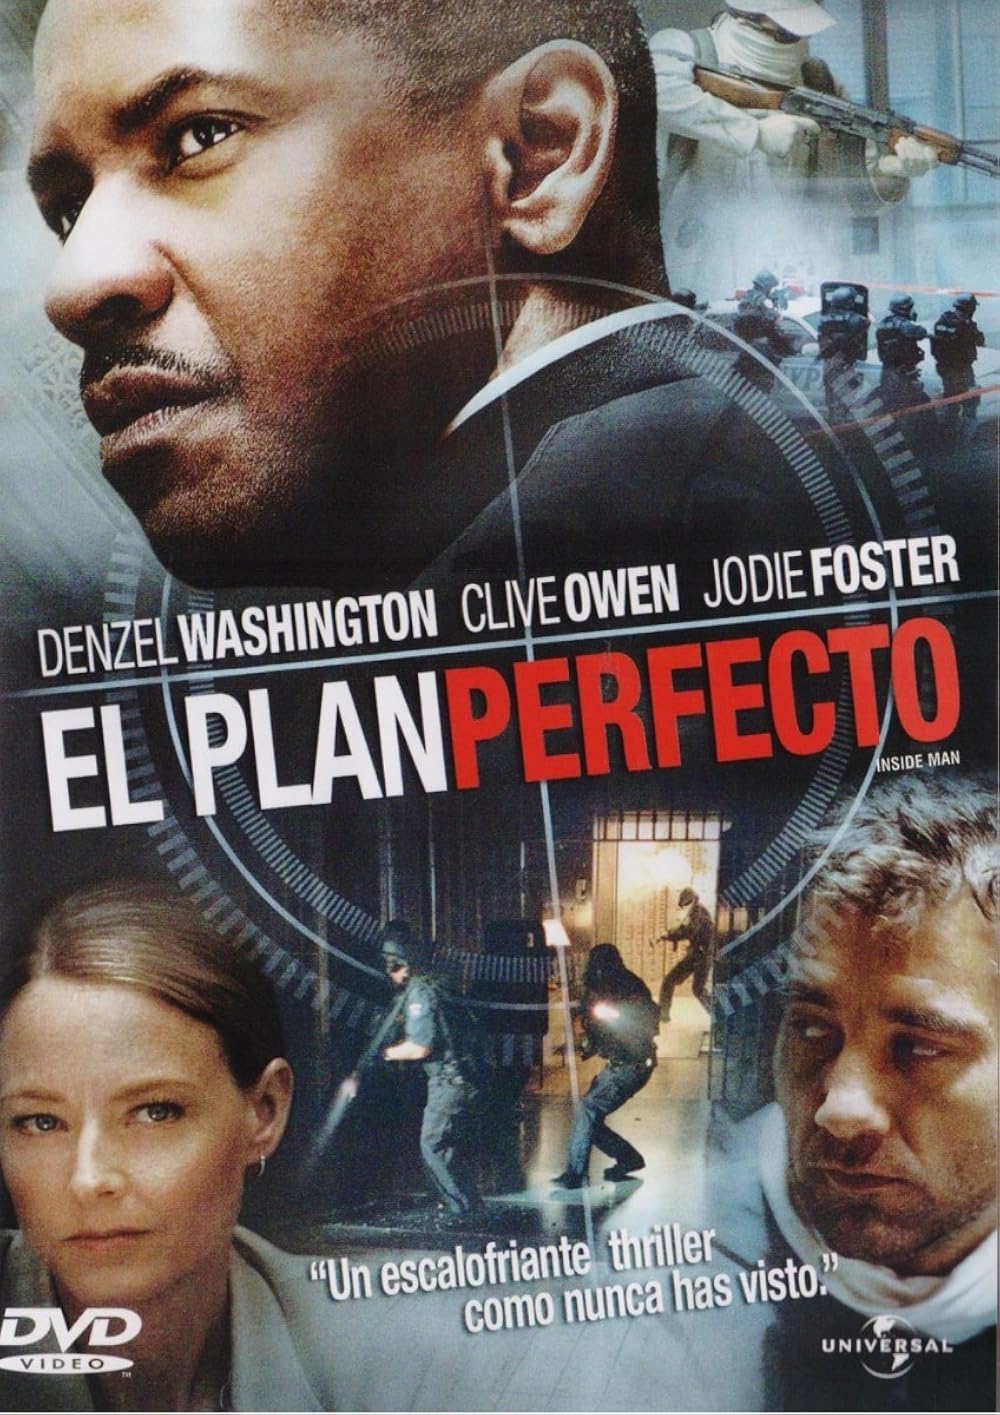 DENZEL WASHINGTON CLIVE OWEN JODIE FOSTER
EL PLAN PERFECTO
INSIDE MAN
“Un escalofriante thriller
como nunca has visto.”
DVD
VIDEO
TM
UNIVERSAL